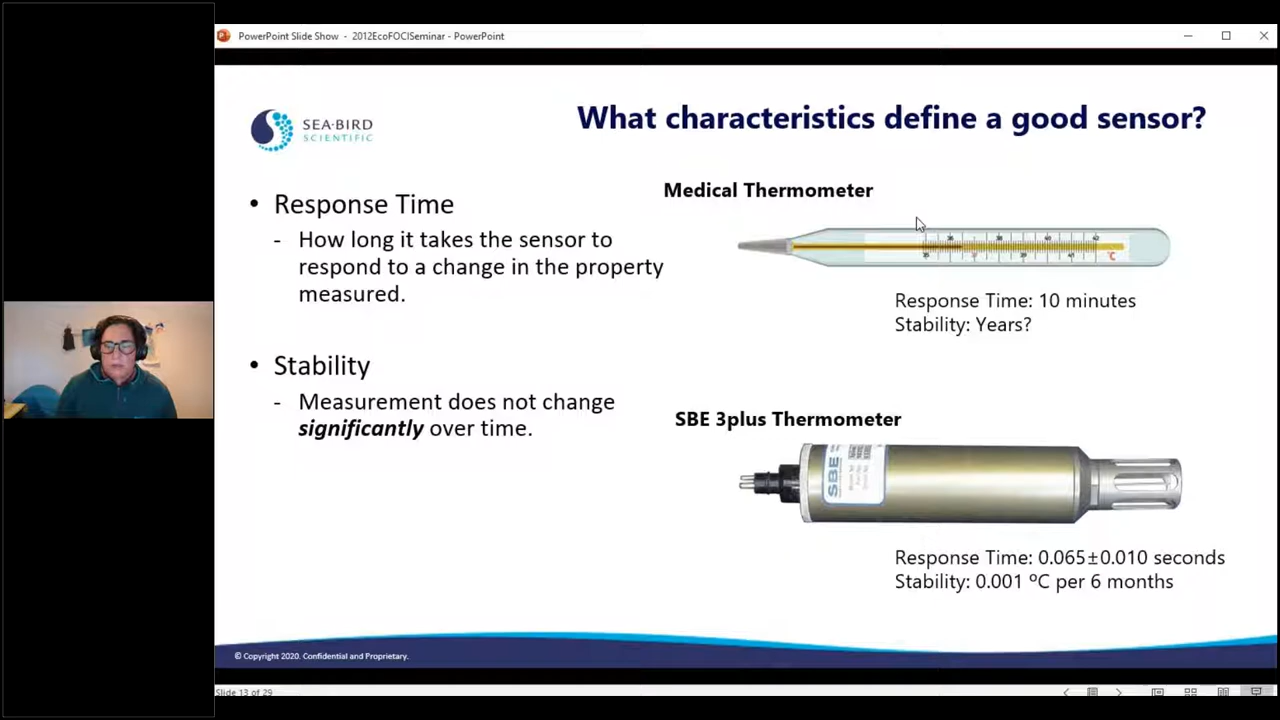 PowerPoint Slide Show - 2012EcoFOCISeminar - PowerPoint
SEA·BIRD
SCIENTIFIC
What characteristics define a good sensor?
• Response Time
- How long it takes the sensor to
respond to a change in the property
measured.
• Stability
- Measurement does not change
significantly over time.
Medical Thermometer
°C
Response Time: 10 minutes
Stability: Years?
SBE 3plus Thermometer
SBE
Response Time: 0.065±0.010 seconds
Stability: 0.001 ºC per 6 months
© Copyright 2020. Confidential and Proprietary.
Slide 13 of 29